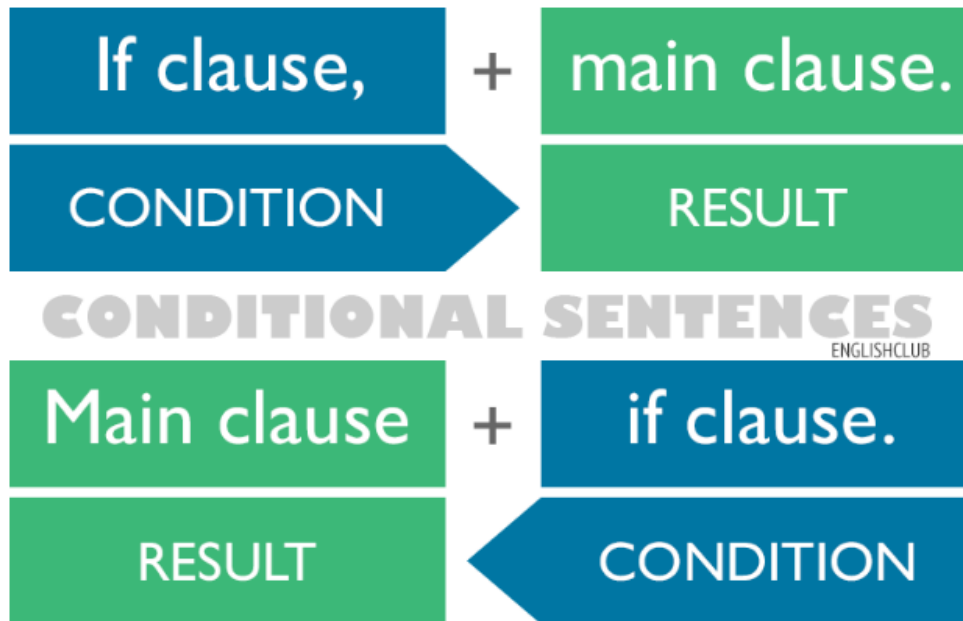 If clause, + main clause.
CONDITION RESULT
CONDITIONAL SENTENCES
ENGLISHCLUB
Main clause + if clause.
RESULT CONDITION